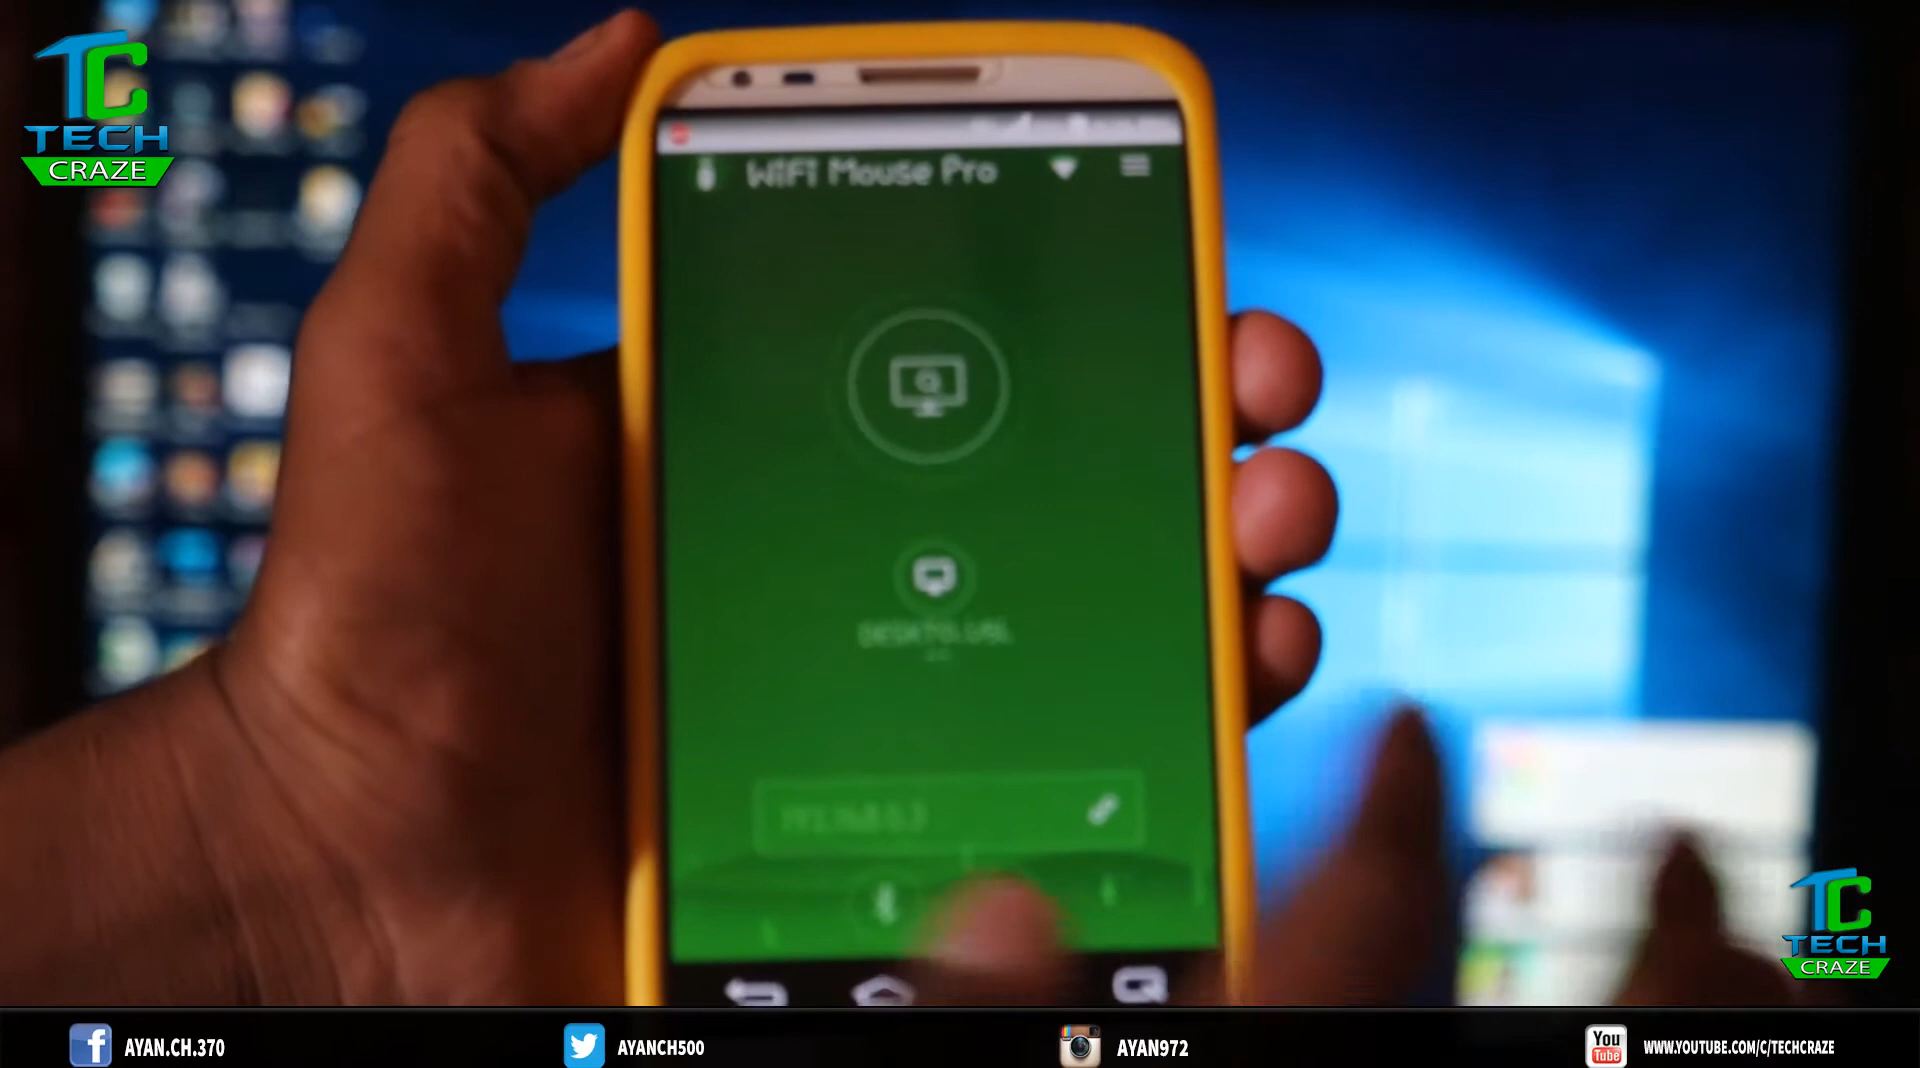 TC
TECH
CRAZE
WiFi Mouse Pro
TC
TECH
CRAZE
f AYAN.CH.370
AYANCH500
AYAN972
You
Tube
WWW.YOUTUBE.COM/C/TECHCRAZE